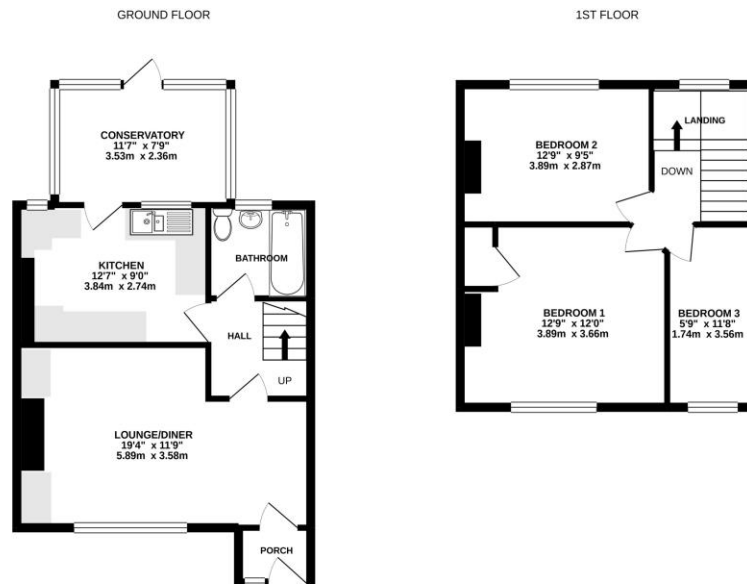 GROUND FLOOR
CONSERVATORY
11'7" x 7'9"
3.53m x 2.36m
KITCHEN
12'7" x 9'0"
3.84m x 2.74m
BATHROOM
HALL
UP
LOUNGE/DINER
19'4" x 11'9"
5.89m x 3.58m
PORCH
1ST FLOOR
BEDROOM 2
12'9" x 9'5"
3.89m x 2.87m
LANDING
DOWN
BEDROOM 1
12'9" x 12'0"
3.89m x 3.66m
BEDROOM 3
5'9" x 11'8"
1.74m x 3.56m